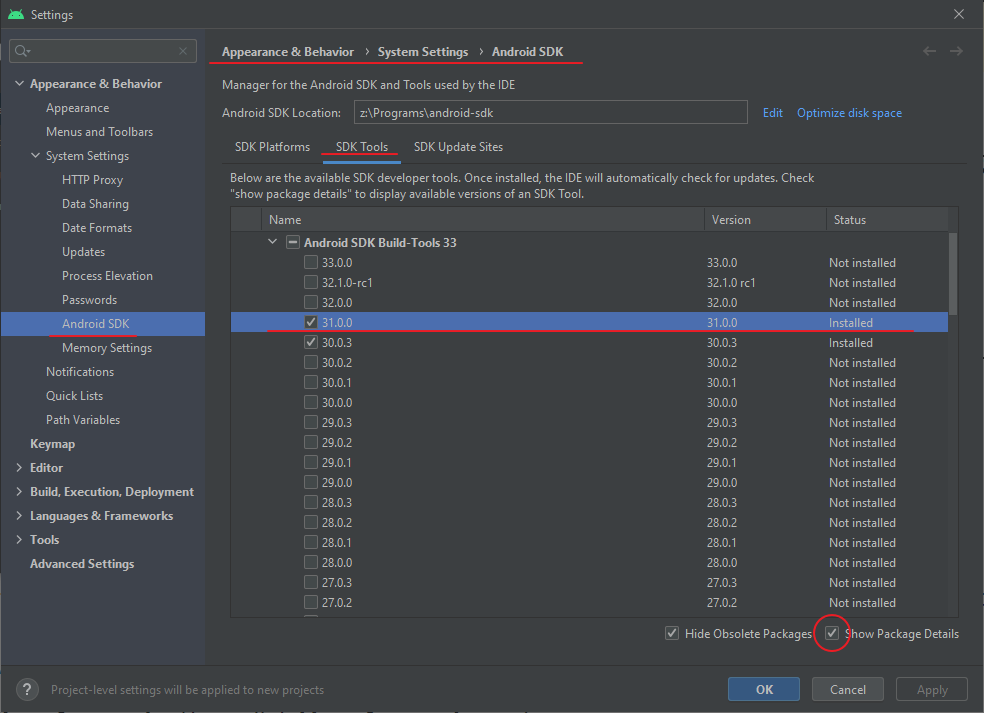 Settings
Appearance & Behavior › System Settings › Android SDK
Appearance & Behavior
Appearance
Menus and Toolbars
System Settings
HTTP Proxy
Data Sharing
Date Formats
Updates
Process Elevation
Passwords
Android SDK
Memory Settings
Notifications
Quick Lists
Path Variables
Keymap
Editor
Build, Execution, Deployment
Languages & Frameworks
Tools
Advanced Settings
Manager for the Android SDK and Tools used by the IDE
Android SDK Location: z:\Programs\android-sdk Edit Optimize disk space
SDK Platforms SDK Tools SDK Update Sites
Below are the available SDK developer tools. Once installed, the IDE will automatically check for updates. Check
"show package details" to display available versions of an SDK Tool.
Name Version Status
Android SDK Build-Tools 33
33.0.0 33.0.0 Not installed
32.1.0-rc1 32.1.0 rc1 Not installed
32.0.0 32.0.0 Not installed
31.0.0 31.0.0 Installed
30.0.3 30.0.3 Installed
30.0.2 30.0.2 Not installed
30.0.1 30.0.1 Not installed
30.0.0 30.0.0 Not installed
29.0.3 29.0.3 Not installed
29.0.2 29.0.2 Not installed
29.0.1 29.0.1 Not installed
29.0.0 29.0.0 Not installed
28.0.3 28.0.3 Not installed
28.0.2 28.0.2 Not installed
28.0.1 28.0.1 Not installed
28.0.0 28.0.0 Not installed
27.0.3 27.0.3 Not installed
27.0.2 27.0.2 Not installed
Hide Obsolete Packages Show Package Details
? Project-level settings will be applied to new projects
OK Cancel Apply